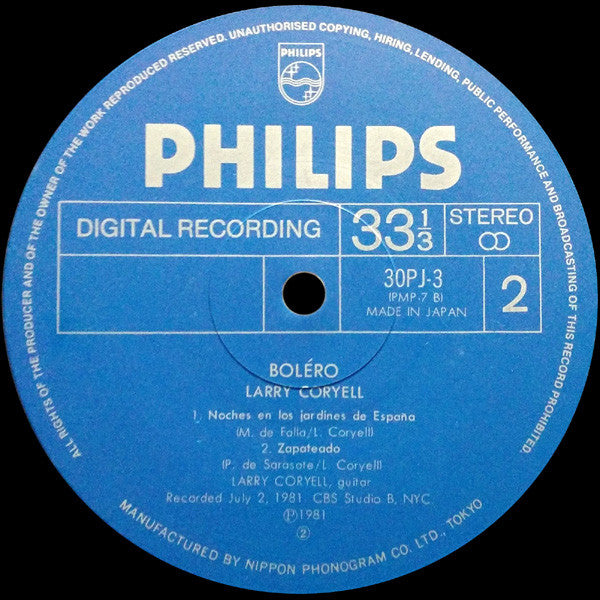 ALL RIGHTS OF THE PRODUCER AND OF THE OWNER OF THE WORK REPRODUCED RESERVED. UNAUTHORISED COPYING, HIRING, LENDING, PUBLIC PERFORMANCE AND BROADCASTING OF THIS RECORD PROHIBITED.
PHILIPS
PHILIPS
DIGITAL RECORDING
33 1/3
STEREO
30PJ-3
(PMP-7 B)
MADE IN JAPAN
2
BOLÉRO
LARRY CORYELL
1. Noches en los jardines de España
(M. de Falla/L. Coryell)
2. Zapateado
(P. de Sarasate/L. Coryell)
LARRY CORYELL, guitar
Recorded July 2, 1981. CBS Studio B, NYC.
Ⓟ1981
②
MANUFACTURED BY NIPPON PHONOGRAM CO. LTD., TOKYO